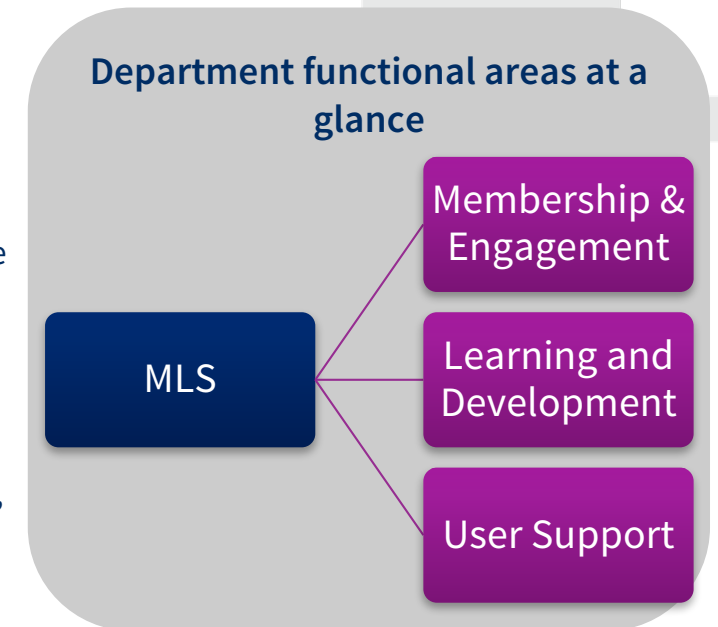 Department functional areas at a
glance
Membership &
Engagement
e
MLS
Learning and
Development
,
User Support